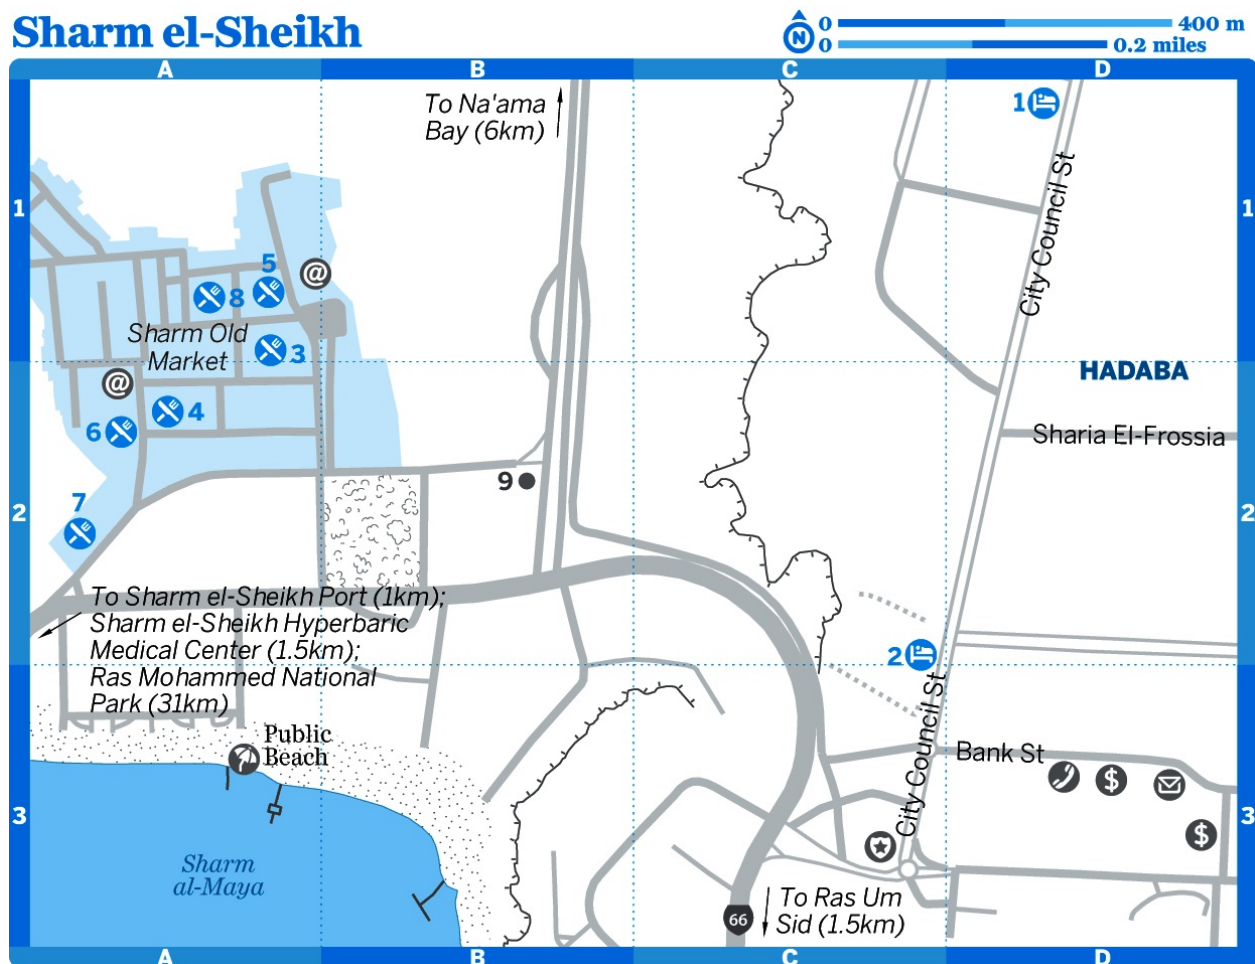 Sharm el-Sheikh
N
0
400 m
0
0.2 miles
A
B
C
D
To Na'ama
Bay (6km)
1
1
1
City Council St
5
@
8
Sharm Old
Market
3
HADABA
@
4
6
Sharia El-Frossia
9
7
2
2
To Sharm el-Sheikh Port (1km);
Sharm el-Sheikh Hyperbaric
Medical Center (1.5km);
Ras Mohammed National
Park (31km)
2
City Council St
Public
Beach
Bank St
$
$
3
3
Sharm
al-Maya
To Ras Um
Sid (1.5km)
66
A
B
C
D